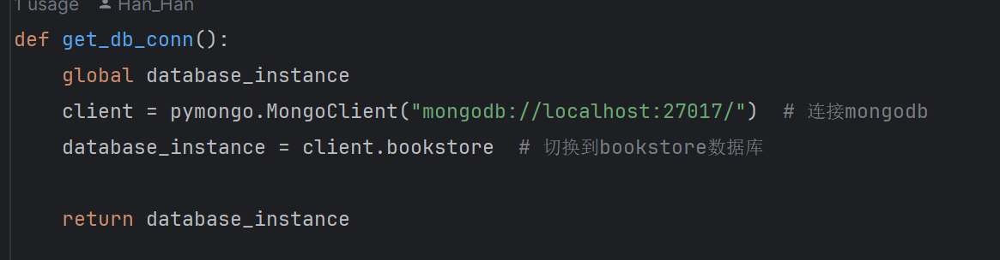 1 usage Han_Han
def get_db_conn():
    global database_instance
    client = pymongo.MongoClient("mongodb://localhost:27017/")  # 连接mongodb
    database_instance = client.bookstore  # 切换到bookstore数据库
    return database_instance